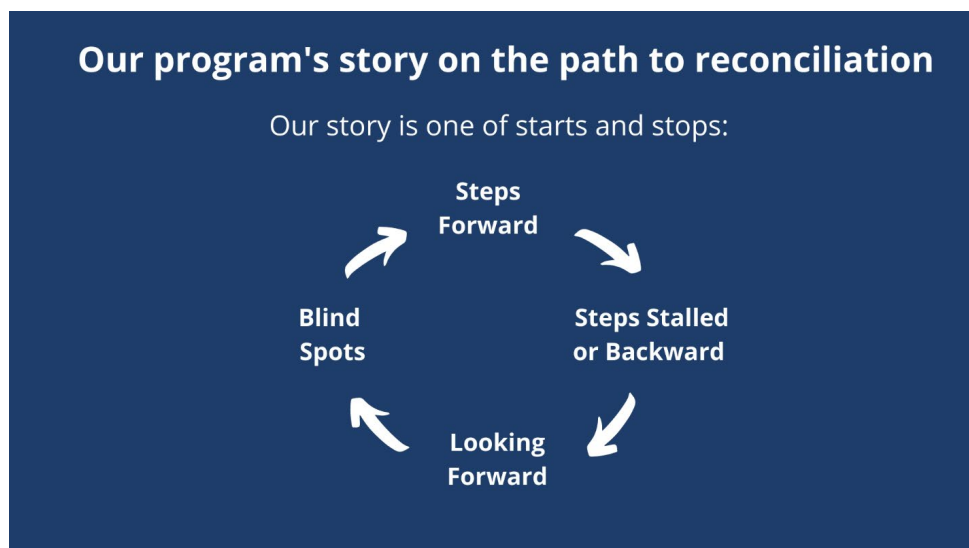 Our program's story on the path to reconciliation
Our story is one of starts and stops:
Steps
Forward
Steps Stalled
or Backward
Looking
Forward
Blind
Spots